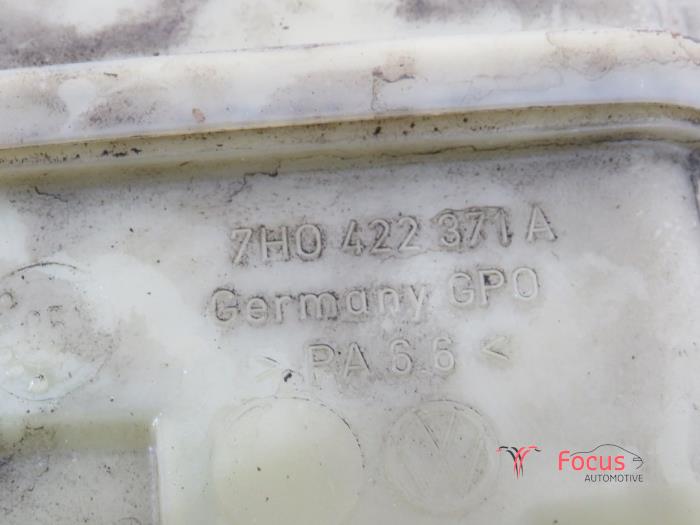 7H0 422 371 A
Germany GPO
> PA 6.6 <
Focus
AUTOMOTIVE